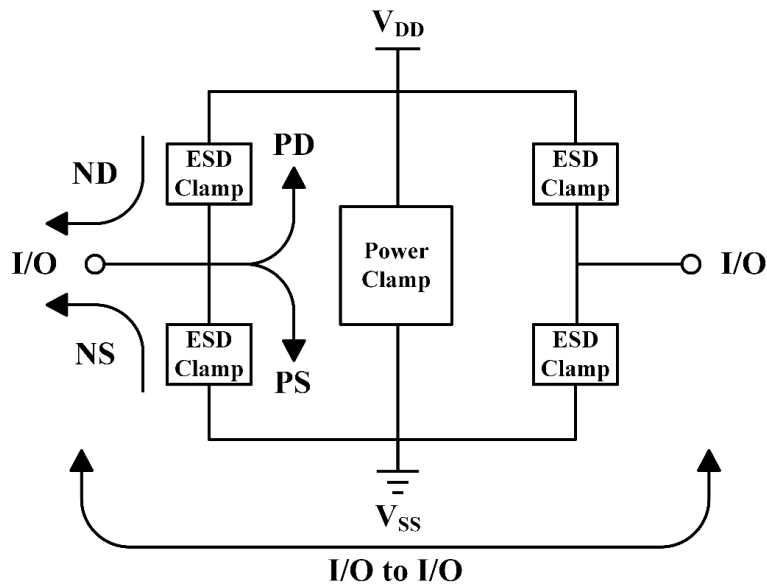 VDD
ESD
Clamp
PD
ESD
Clamp
ND
Power
Clamp
I/O
I/O
ESD
Clamp
NS
PS
ESD
Clamp
VSS
I/O to I/O